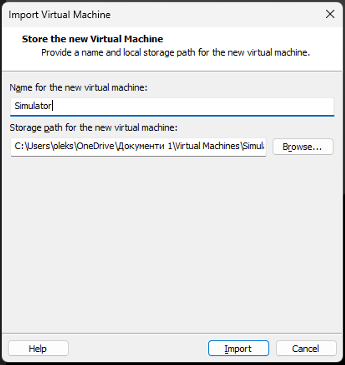 Import Virtual Machine
Store the new Virtual Machine
Provide a name and local storage path for the new virtual machine.
Name for the new virtual machine:
Simulator
Storage path for the new virtual machine:
C:\Users\oleks\OneDrive\Документи 1\Virtual Machines\Simula
Browse...
Help
Import
Cancel